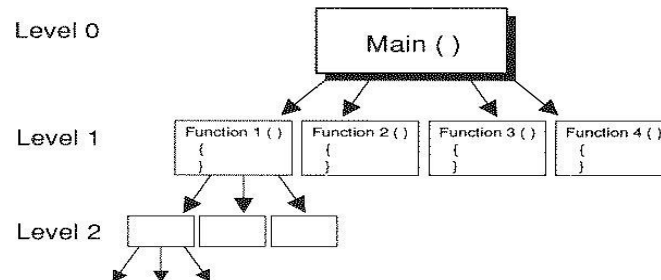 Level 0
Main ( )
Level 1
Function 1 ( )
{
}
Function 2 ( )
{
}
Function 3 ( )
{
}
Function 4 ( )
{
}
Level 2